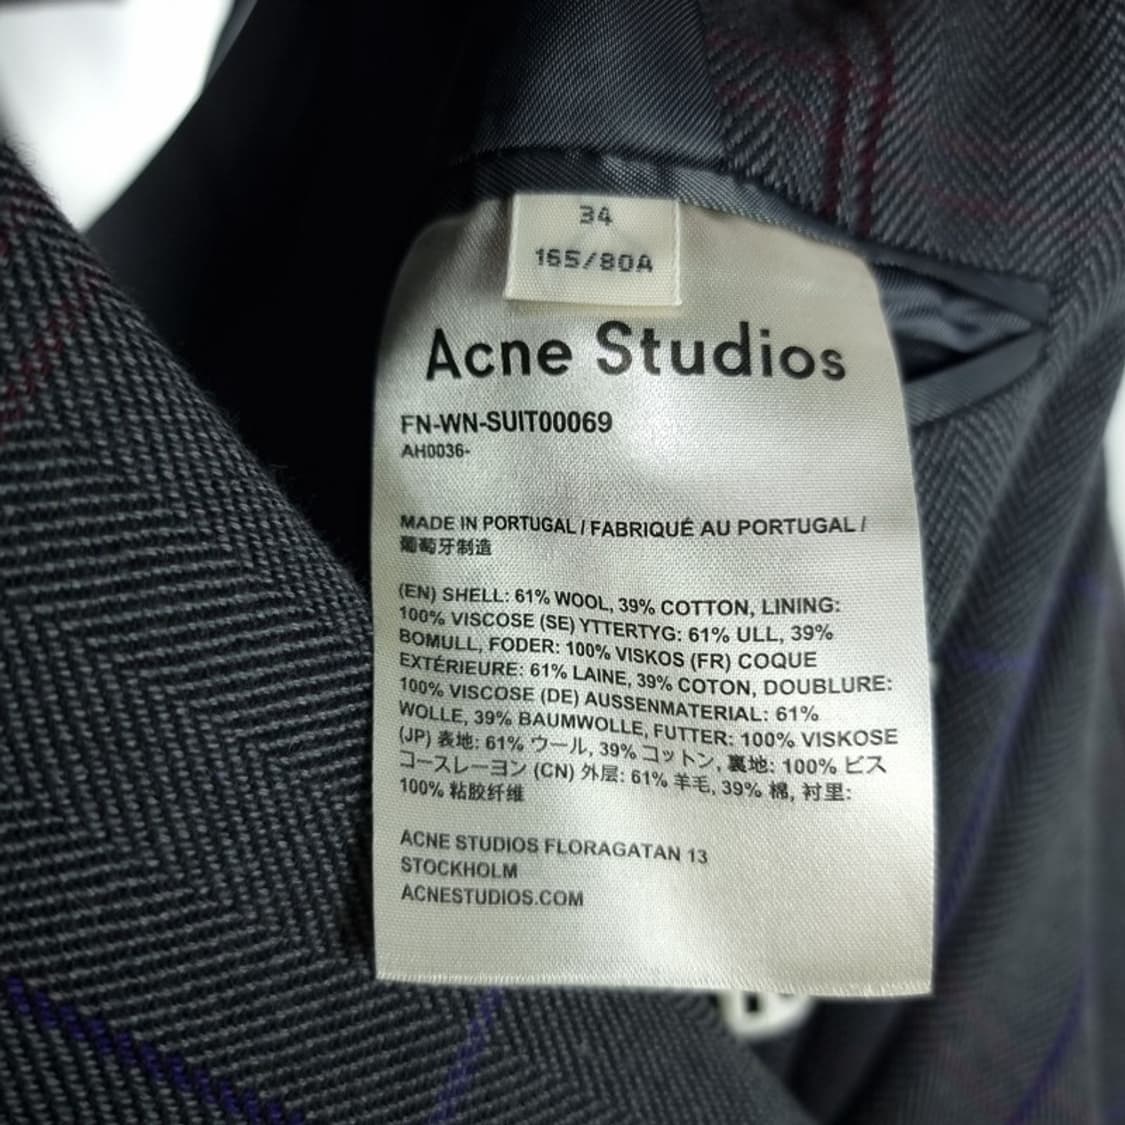 34
165/80A
Acne Studios
FN-WN-SUIT00069
AH0036-
MADE IN PORTUGAL / FABRIQUÉ AU PORTUGAL /
葡萄牙制造
(EN) SHELL: 61% WOOL, 39% COTTON, LINING:
100% VISCOSE (SE) YTTERTYG: 61% ULL, 39%
BOMULL, FODER: 100% VISKOS (FR) COQUE
EXTÉRIEURE: 61% LAINE, 39% COTON, DOUBLURE:
100% VISCOSE (DE) AUSSENMATERIAL: 61%
WOLLE, 39% BAUMWOLLE, FUTTER: 100% VISKOSE
(JP) 表地: 61% ウール, 39% コットン, 裏地: 100% ビス
コースレーヨン (CN) 外层: 61% 羊毛, 39% 棉, 衬里:
100% 粘胶纤维
ACNE STUDIOS FLORAGATAN 13
STOCKHOLM
ACNESTUDIOS.COM